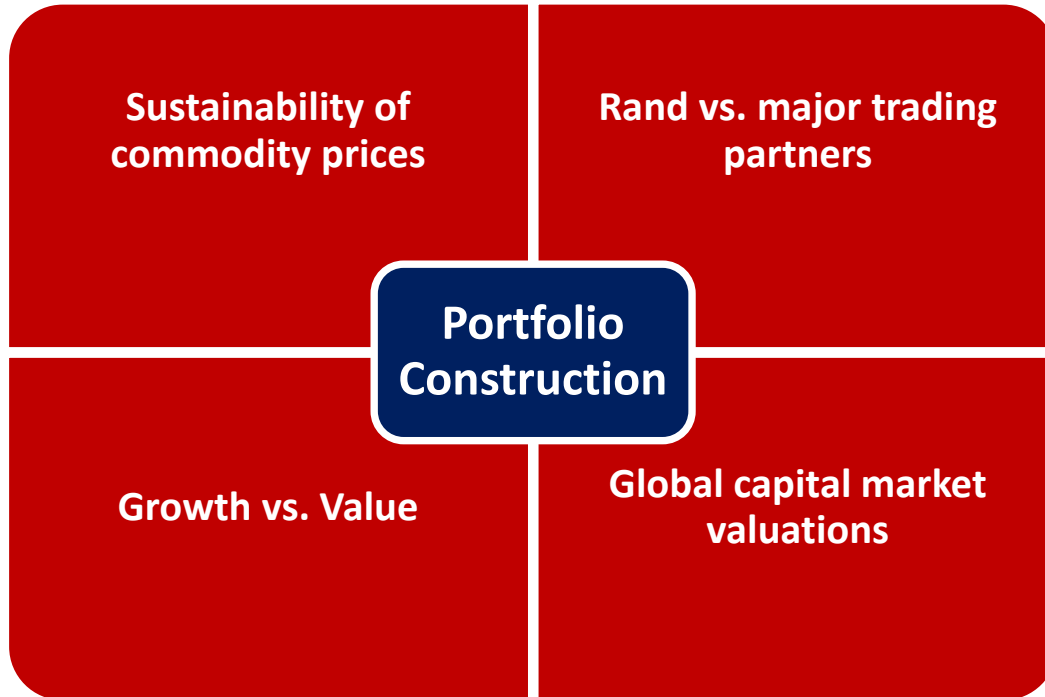 Sustainability of
commodity prices
Rand vs. major trading
partners
Portfolio
Construction
Growth vs. Value
Global capital market
valuations